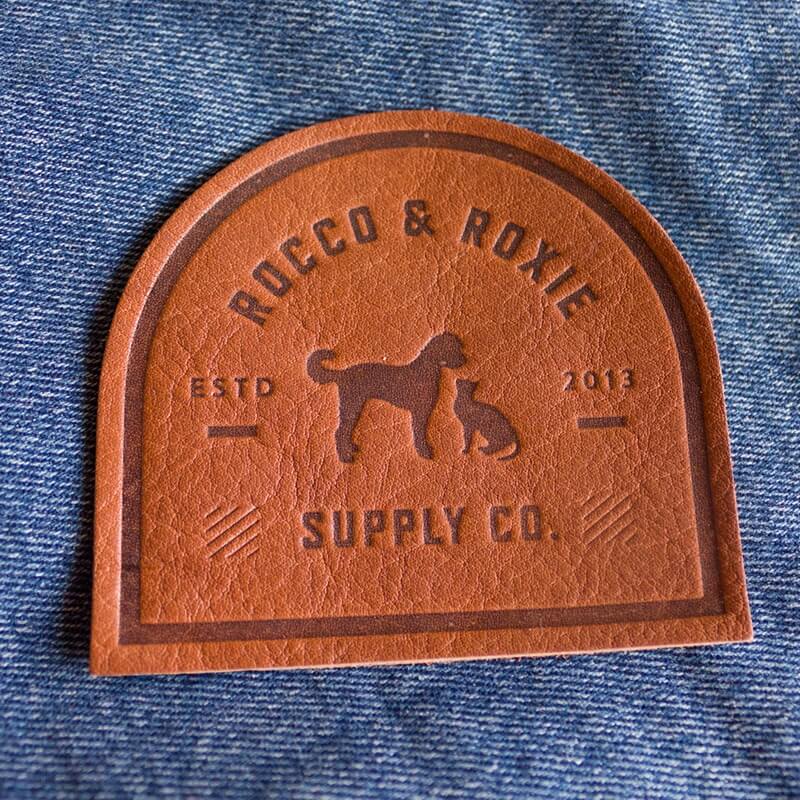 ROCCO & ROXIE
ESTD
2013
SUPPLY CO.